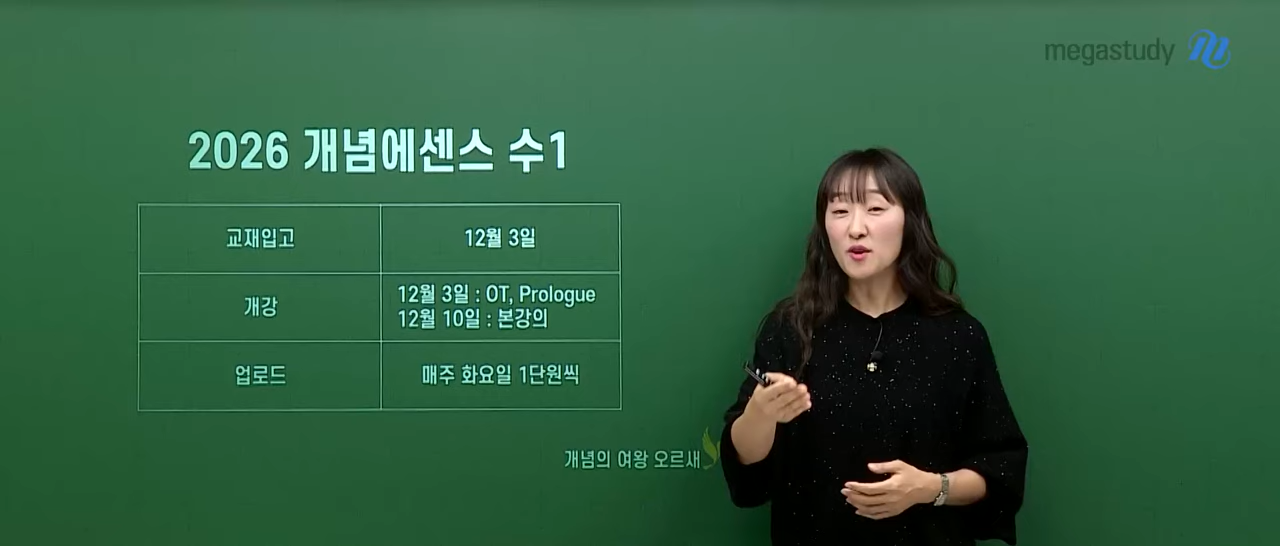 megastudy
2026 개념에센스 수1
교재입고
12월 3일
개강
12월 3일 : OT, Prologue
12월 10일 : 본강의
업로드
매주 화요일 1단원씩
개념의 여왕 오르새